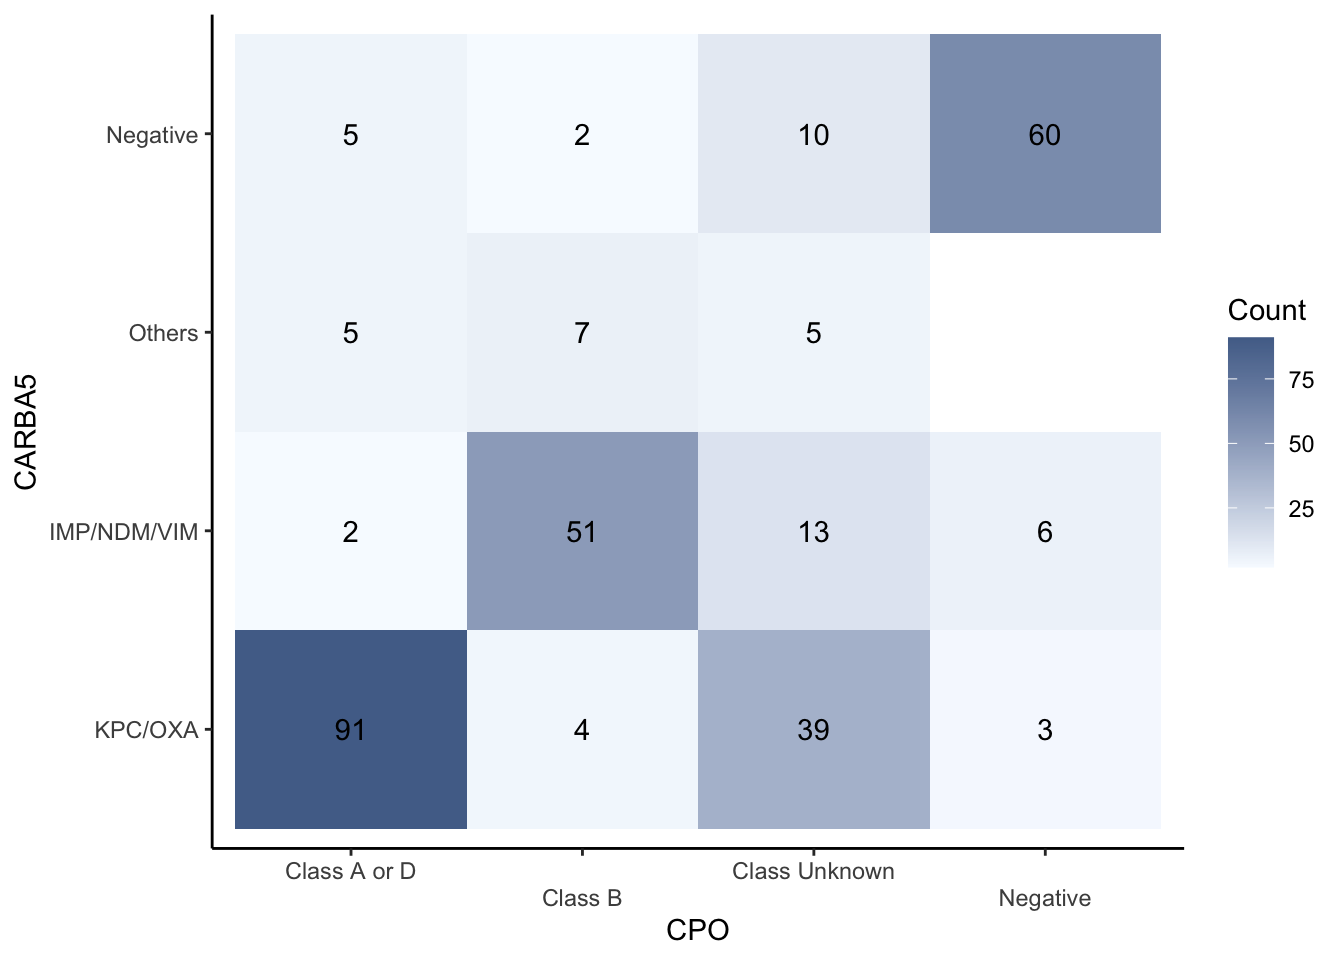 Negative 5 2 10 60
Others 5 7 5
IMP/NDM/VIM 2 51 13 6
KPC/OXA 91 4 39 3
Class A or D Class Unknown
Class B Negative
CPO
CARBA5
Count
75
50
25